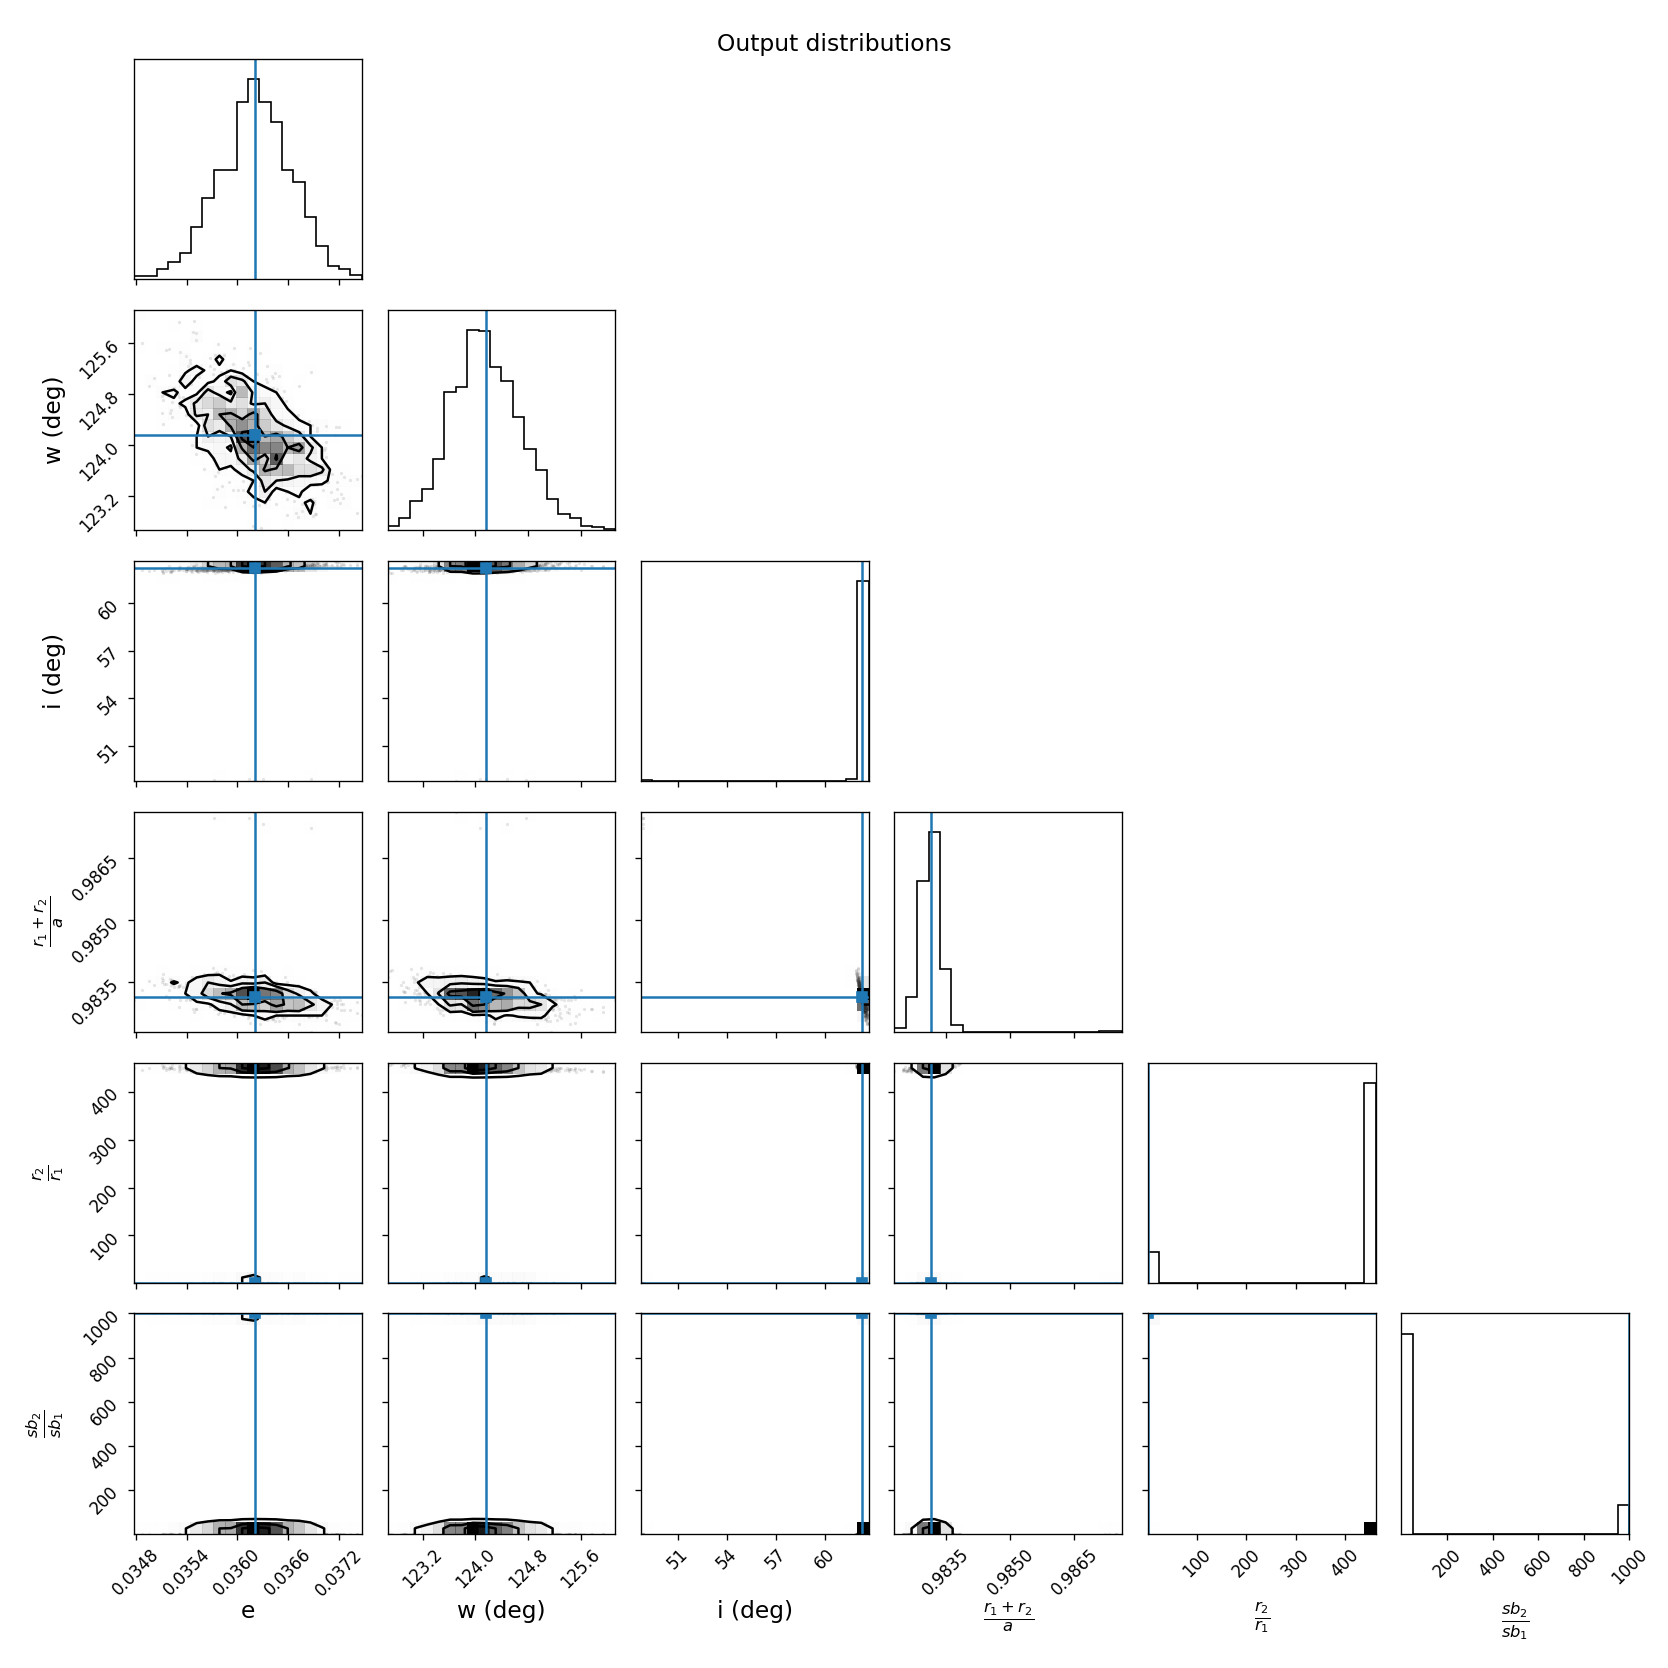 Output distributions
w (deg)
125.6
124.8
124.0
123.2
i (deg)
60
57
54
51
r1 + r2
a
0.9865
0.9850
0.9835
r2
r1
400
300
200
100
sb2
sb1
1000
800
600
400
200
0.0348 0.0354 0.0360 0.0366 0.0372
123.2 124.0 124.8 125.6
51 54 57 60
0.9835 0.9850 0.9865
100 200 300 400
200 400 600 800 1000
e
w (deg)
i (deg)
r1 + r2
a
r2
r1
sb2
sb1